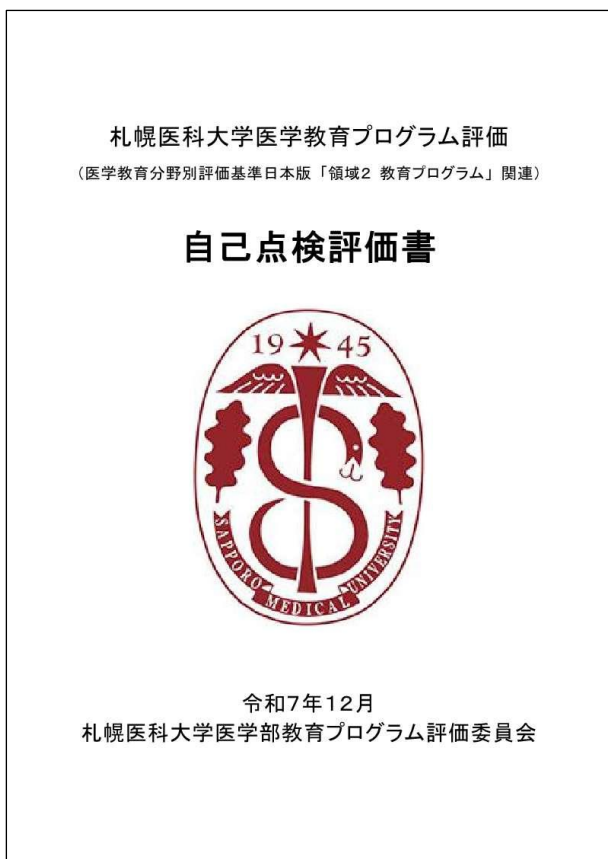 札幌医科大学医学教育プログラム評価
（医学教育分野別評価基準日本版「領域2 教育プログラム」関連）
自己点検評価書
19 45
SAPPORO MEDICAL UNIVERSITY
令和7年12月
札幌医科大学医学部教育プログラム評価委員会